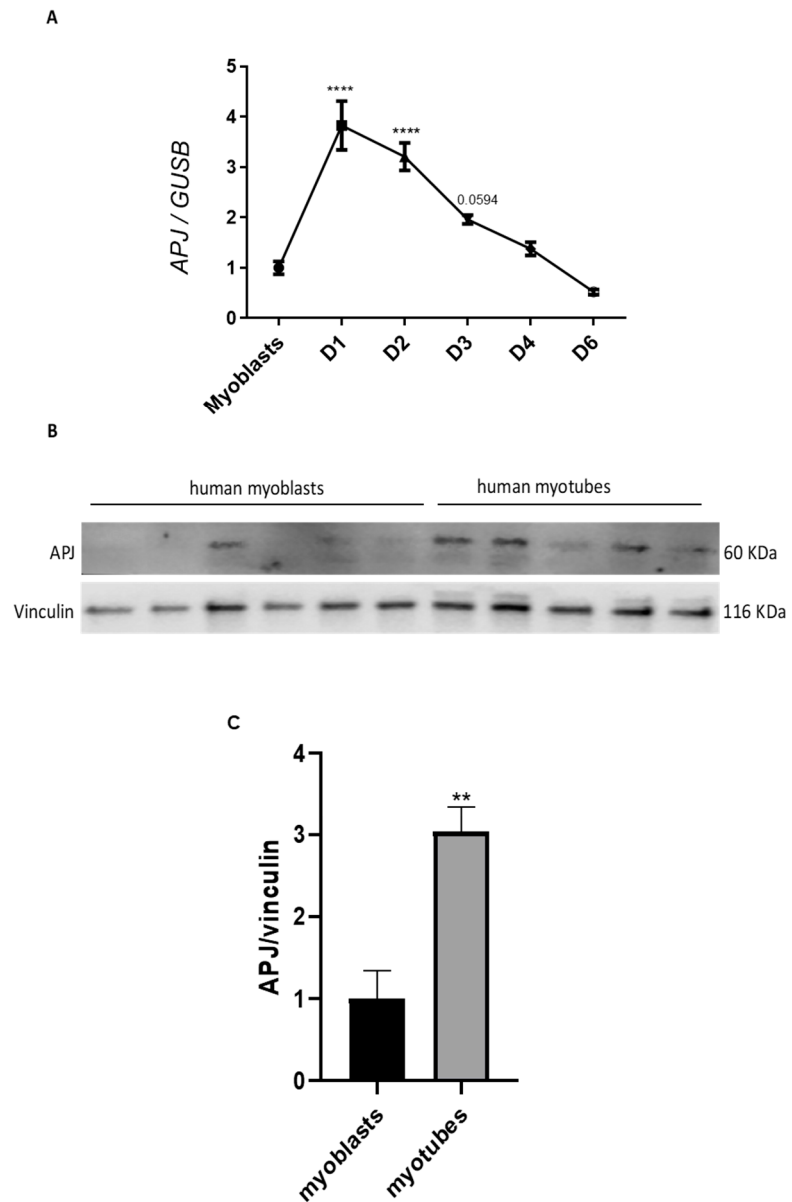 A
5
4
3
2
1
0
APJ / GUSB
****
****
0.0594
Myoblasts
D1
D2
D3
D4
D6
B
human myoblasts
human myotubes
APJ
60 KDa
Vinculin
116 KDa
C
4
3
2
1
0
APJ/vinculin
**
myoblasts
myotubes